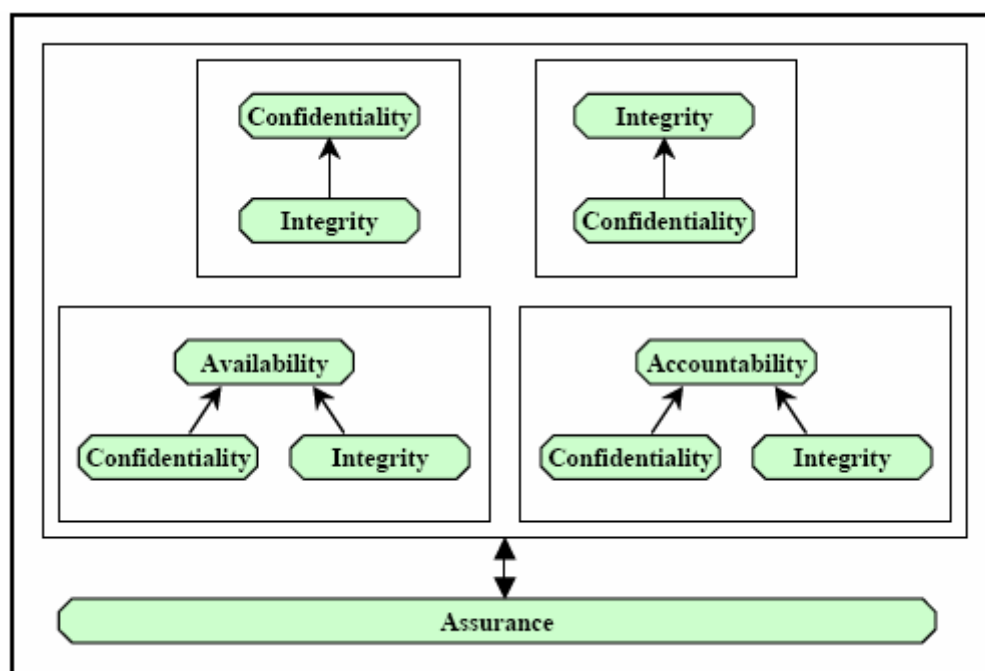 Confidentiality
Integrity
Integrity
Confidentiality
Availability
Confidentiality
Integrity
Accountability
Confidentiality
Integrity
Assurance